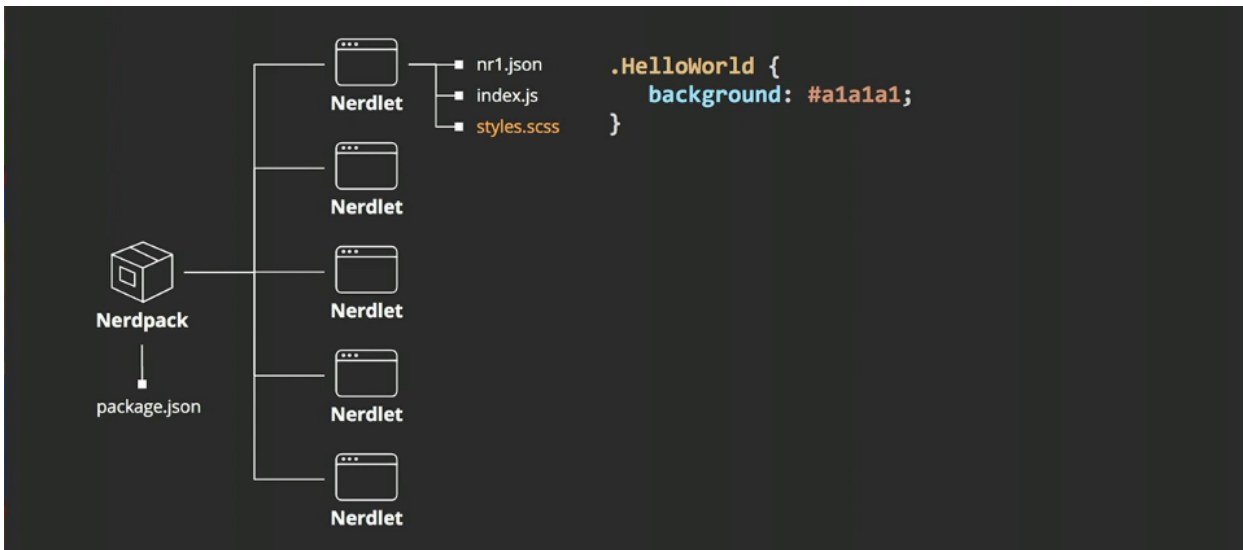 nr1.json
index.js
styles.scss
.HelloWorld {
background: #a1a1a1;
}
Nerdlet
Nerdlet
Nerdlet
Nerdlet
Nerdlet
Nerdpack
package.json